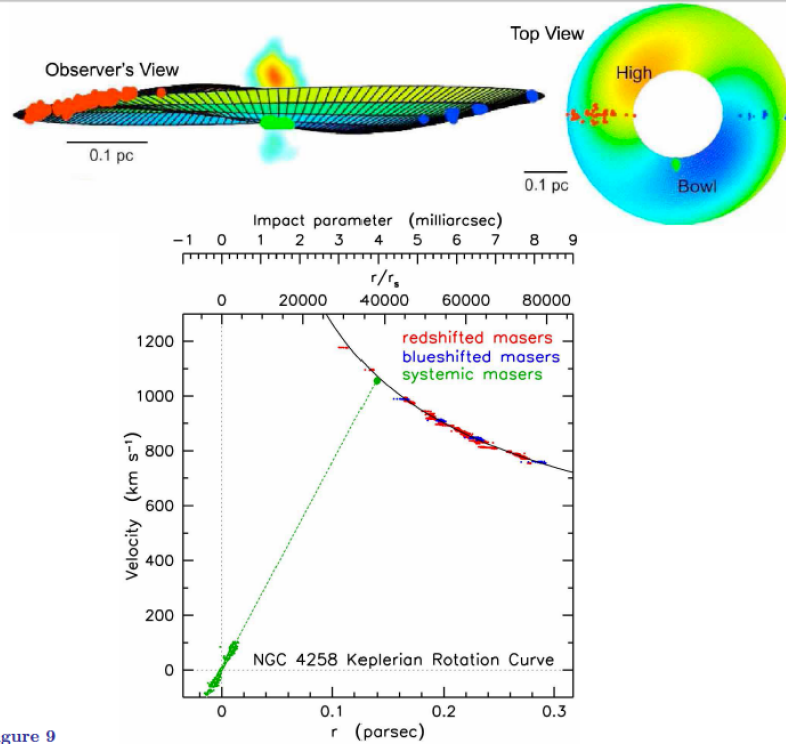 Top View
Observer's View
High
0.1 pc
0.1 pc
Bowl
Impact parameter (milliarcsec)
−1 0 1 2 3 4 5 6 7 8 9
r/rs
0 20000 40000 60000 80000
redshifted masers
blueshifted masers
systemic masers
1200
1000
800
600
400
200
0
Velocity (km s⁻¹)
NGC 4258 Keplerian Rotation Curve
0 0.1 0.2 0.3
r (parsec)
gure 9